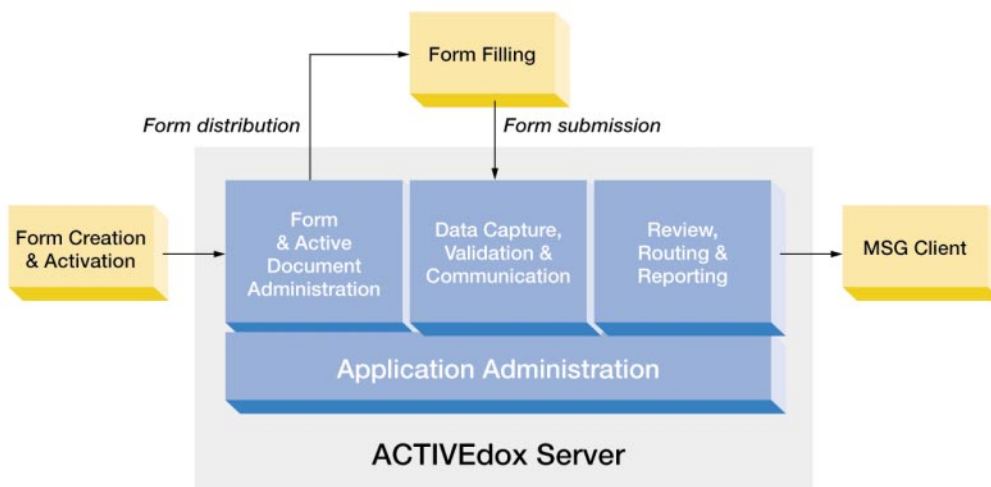 Form Filling
Form distribution
Form submission
Form Creation
& Activation
Form
& Active
Document
Administration
Data Capture,
Validation &
Communication
Review,
Routing &
Reporting
MSG Client
Application Administration
ACTIVEdox Server